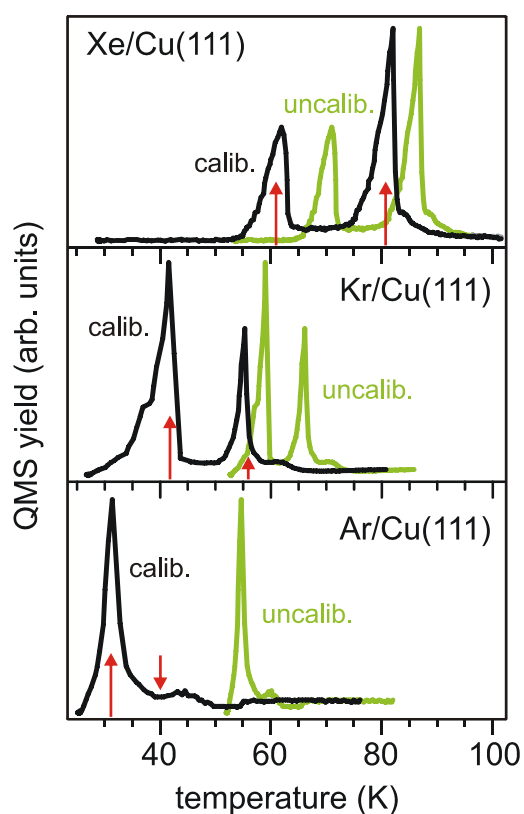 Xe/Cu(111)
uncalib.
calib.
Kr/Cu(111)
calib.
uncalib.
Ar/Cu(111)
calib.
uncalib.
QMS yield (arb. units)
40 60 80 100
temperature (K)